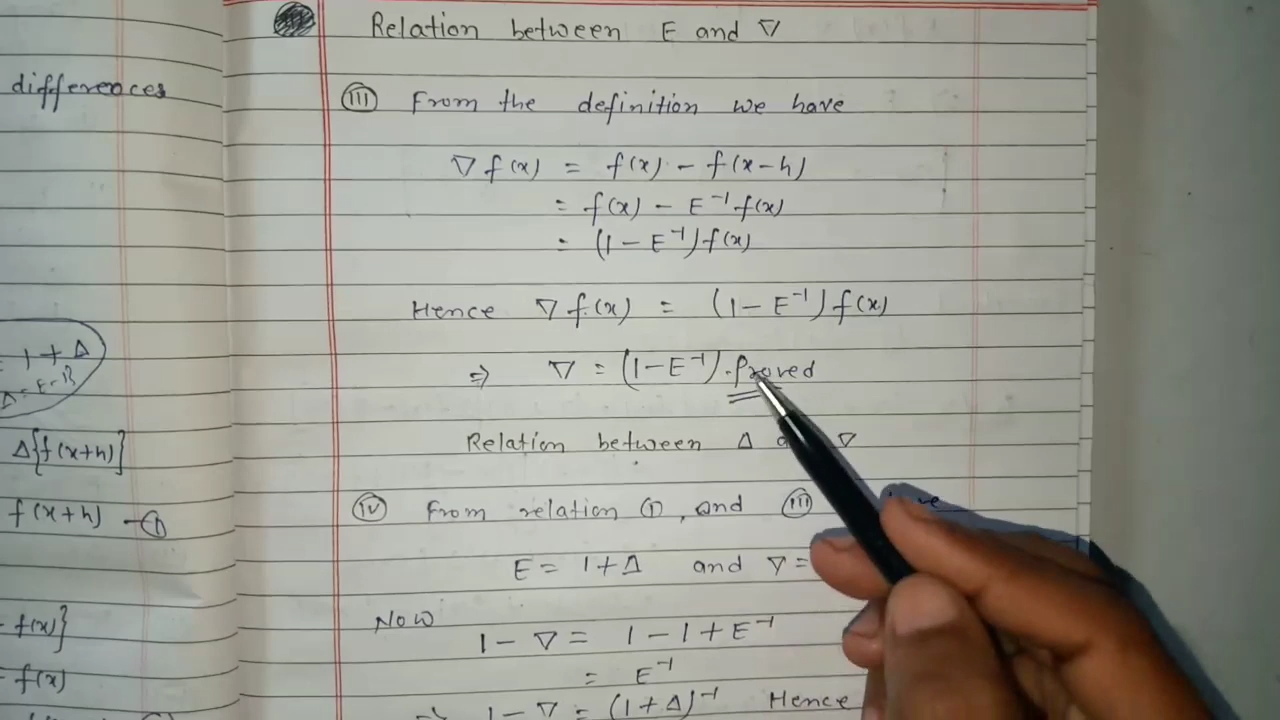 differences
= 1 + Δ
Δ{f(x+h)}
f(x+h) -①
- f(x)}
- f(x)
Relation between E and ∇
(III) From the definition we have
∇ f(x) = f(x) - f(x-h)
= f(x) - E⁻¹ f(x)
= (1 - E⁻¹) f(x)
Hence ∇ f(x) = (1 - E⁻¹) f(x)
⇒ ∇ = (1 - E⁻¹). Proved
Relation between Δ ∇
(IV) From relation (I), and (III)
E = 1 + Δ and ∇ =
Now
1 - ∇ = 1 - 1 + E⁻¹
= E⁻¹
⇒ 1 - ∇ = (1 + Δ)⁻¹ Hence